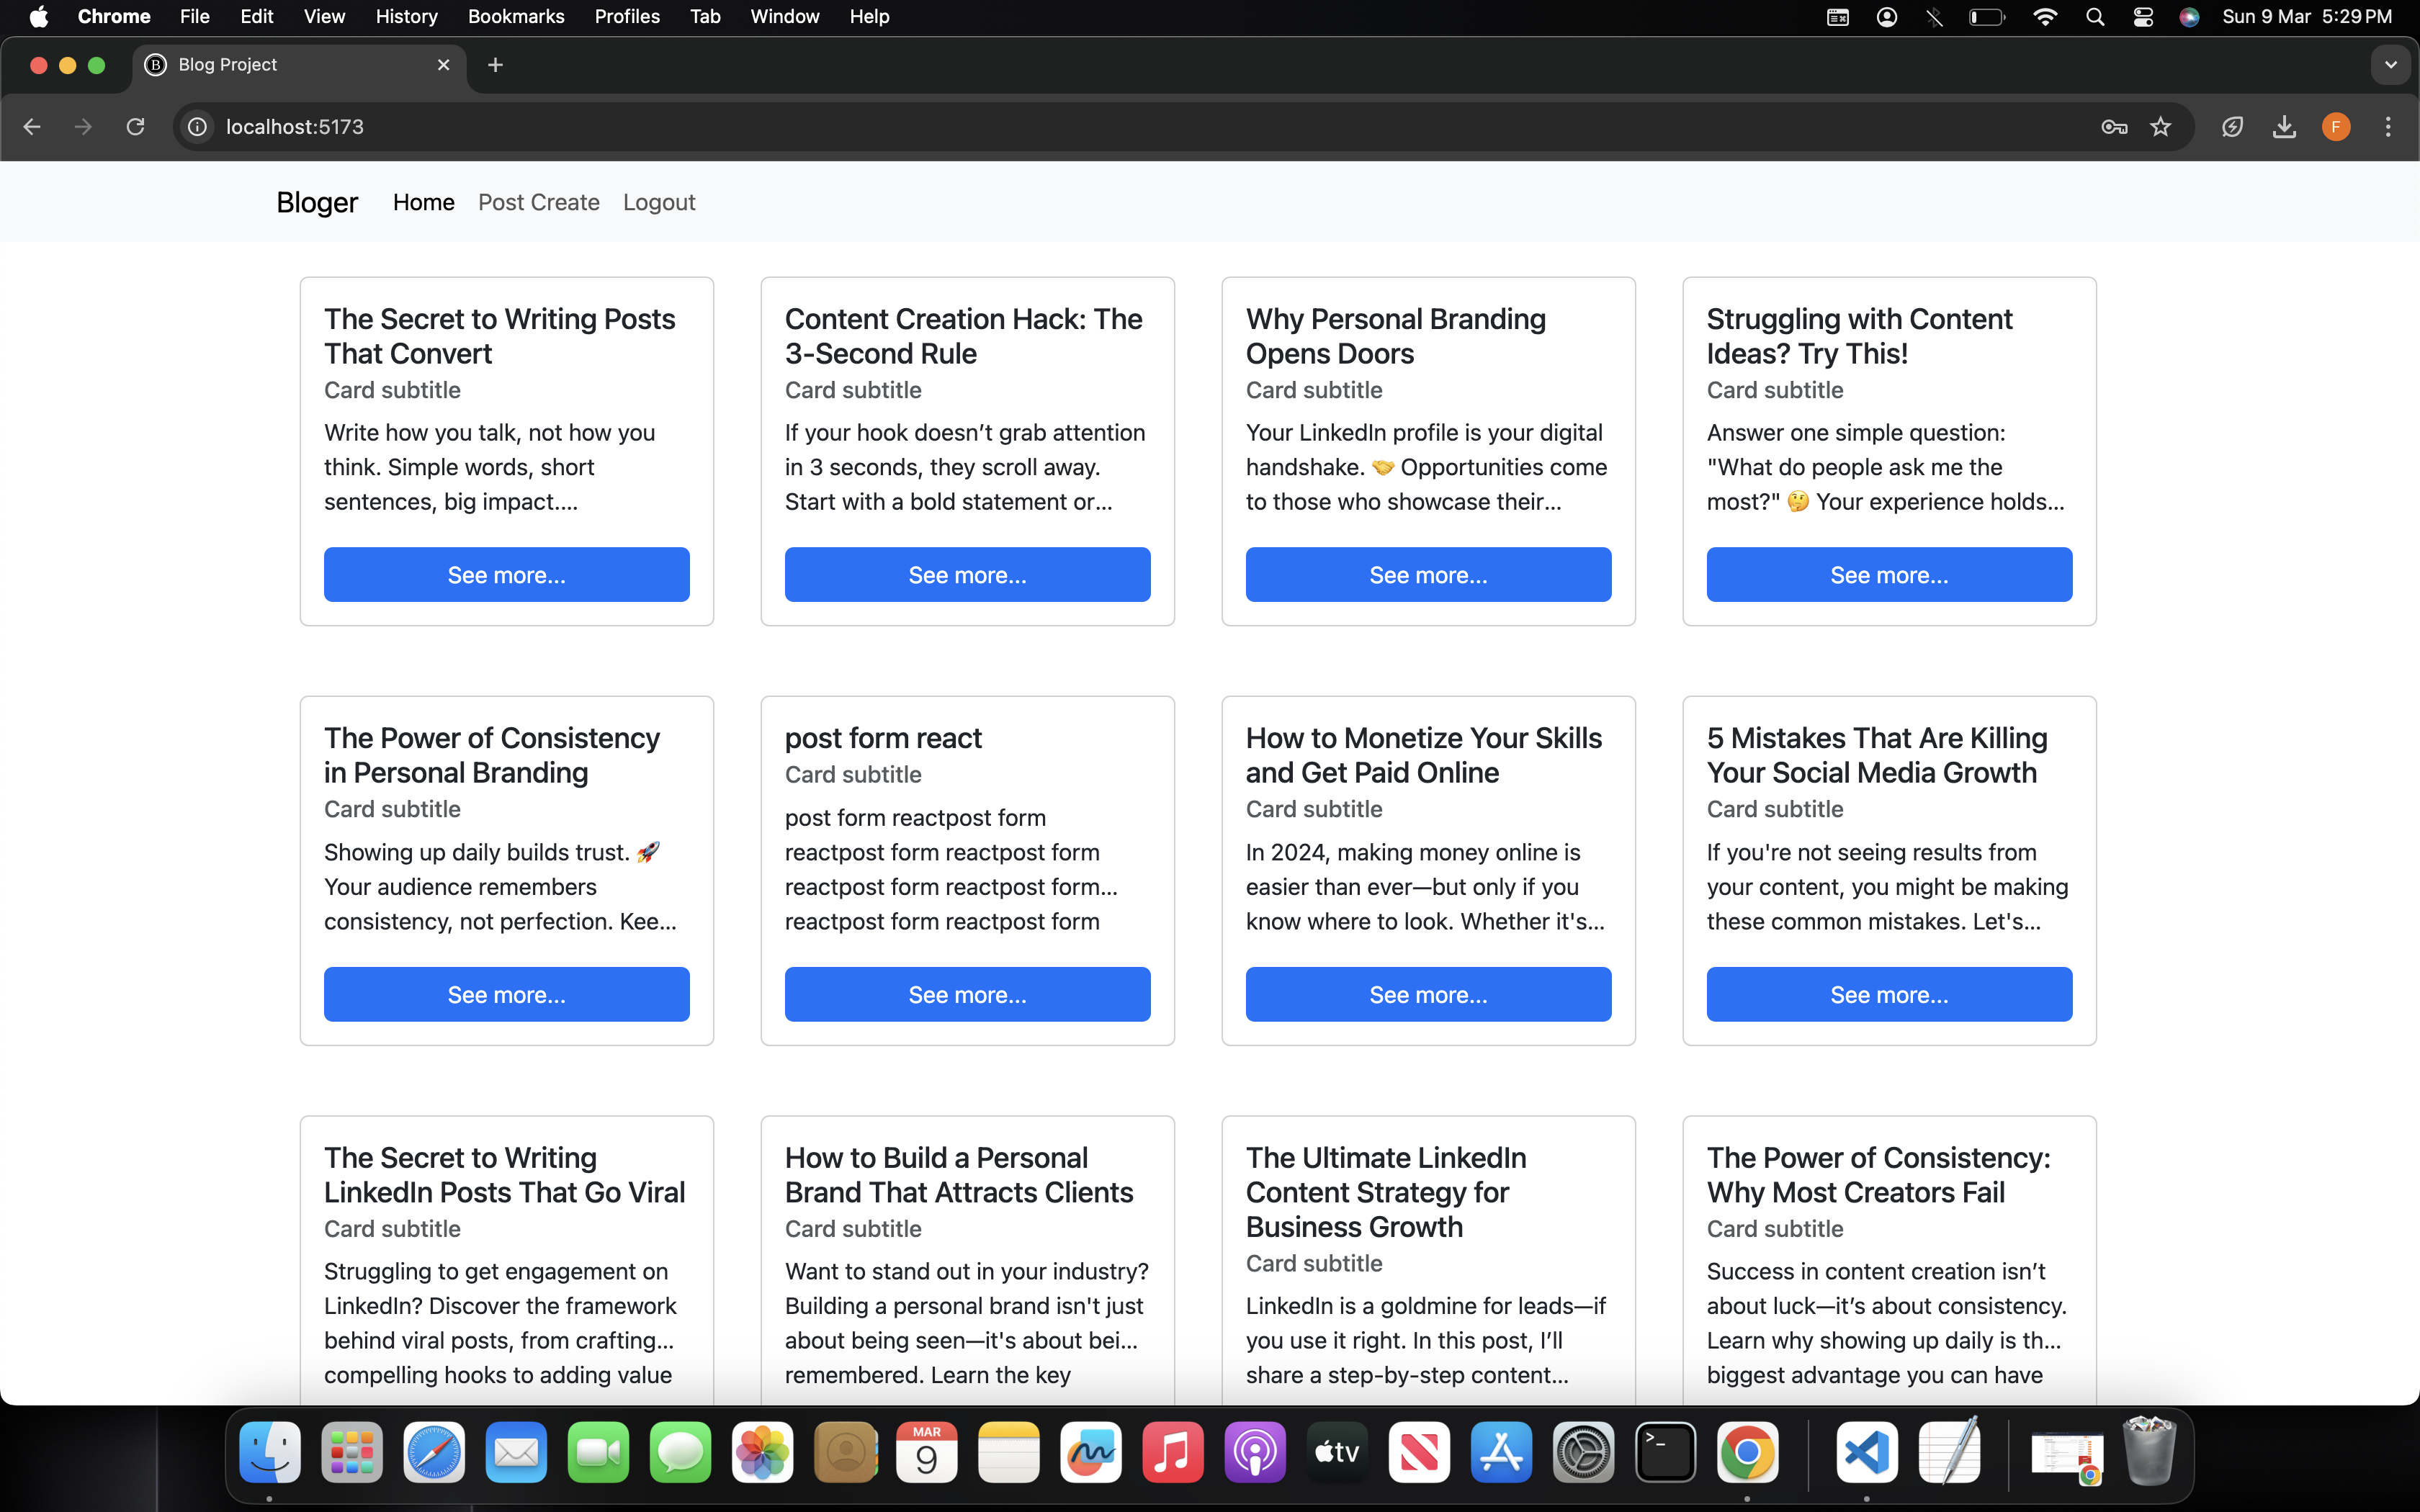 Chrome File Edit View History Bookmarks Profiles Tab Window Help Sun 9 Mar 5:29 PM
B Blog Project
localhost:5173 F
Bloger Home Post Create Logout
The Secret to Writing Posts
That Convert
Card subtitle
Write how you talk, not how you
think. Simple words, short
sentences, big impact....
See more...
Content Creation Hack: The
3-Second Rule
Card subtitle
If your hook doesn’t grab attention
in 3 seconds, they scroll away.
Start with a bold statement or...
See more...
Why Personal Branding
Opens Doors
Card subtitle
Your LinkedIn profile is your digital
handshake. 🤝 Opportunities come
to those who showcase their...
See more...
Struggling with Content
Ideas? Try This!
Card subtitle
Answer one simple question:
"What do people ask me the
most?" 🤔 Your experience holds...
See more...
The Power of Consistency
in Personal Branding
Card subtitle
Showing up daily builds trust. 🚀
Your audience remembers
consistency, not perfection. Kee...
See more...
post form react
Card subtitle
post form reactpost form
reactpost form reactpost form
reactpost form reactpost form...
reactpost form reactpost form
See more...
How to Monetize Your Skills
and Get Paid Online
Card subtitle
In 2024, making money online is
easier than ever—but only if you
know where to look. Whether it's...
See more...
5 Mistakes That Are Killing
Your Social Media Growth
Card subtitle
If you're not seeing results from
your content, you might be making
these common mistakes. Let's...
See more...
The Secret to Writing
LinkedIn Posts That Go Viral
Card subtitle
Struggling to get engagement on
LinkedIn? Discover the framework
behind viral posts, from crafting...
compelling hooks to adding value
How to Build a Personal
Brand That Attracts Clients
Card subtitle
Want to stand out in your industry?
Building a personal brand isn't just
about being seen—it's about bei...
remembered. Learn the key
The Ultimate LinkedIn
Content Strategy for
Business Growth
Card subtitle
LinkedIn is a goldmine for leads—if
you use it right. In this post, I’ll
share a step-by-step content...
The Power of Consistency:
Why Most Creators Fail
Card subtitle
Success in content creation isn’t
about luck—it’s about consistency.
Learn why showing up daily is th...
biggest advantage you can have
MAR
9
tv
>_